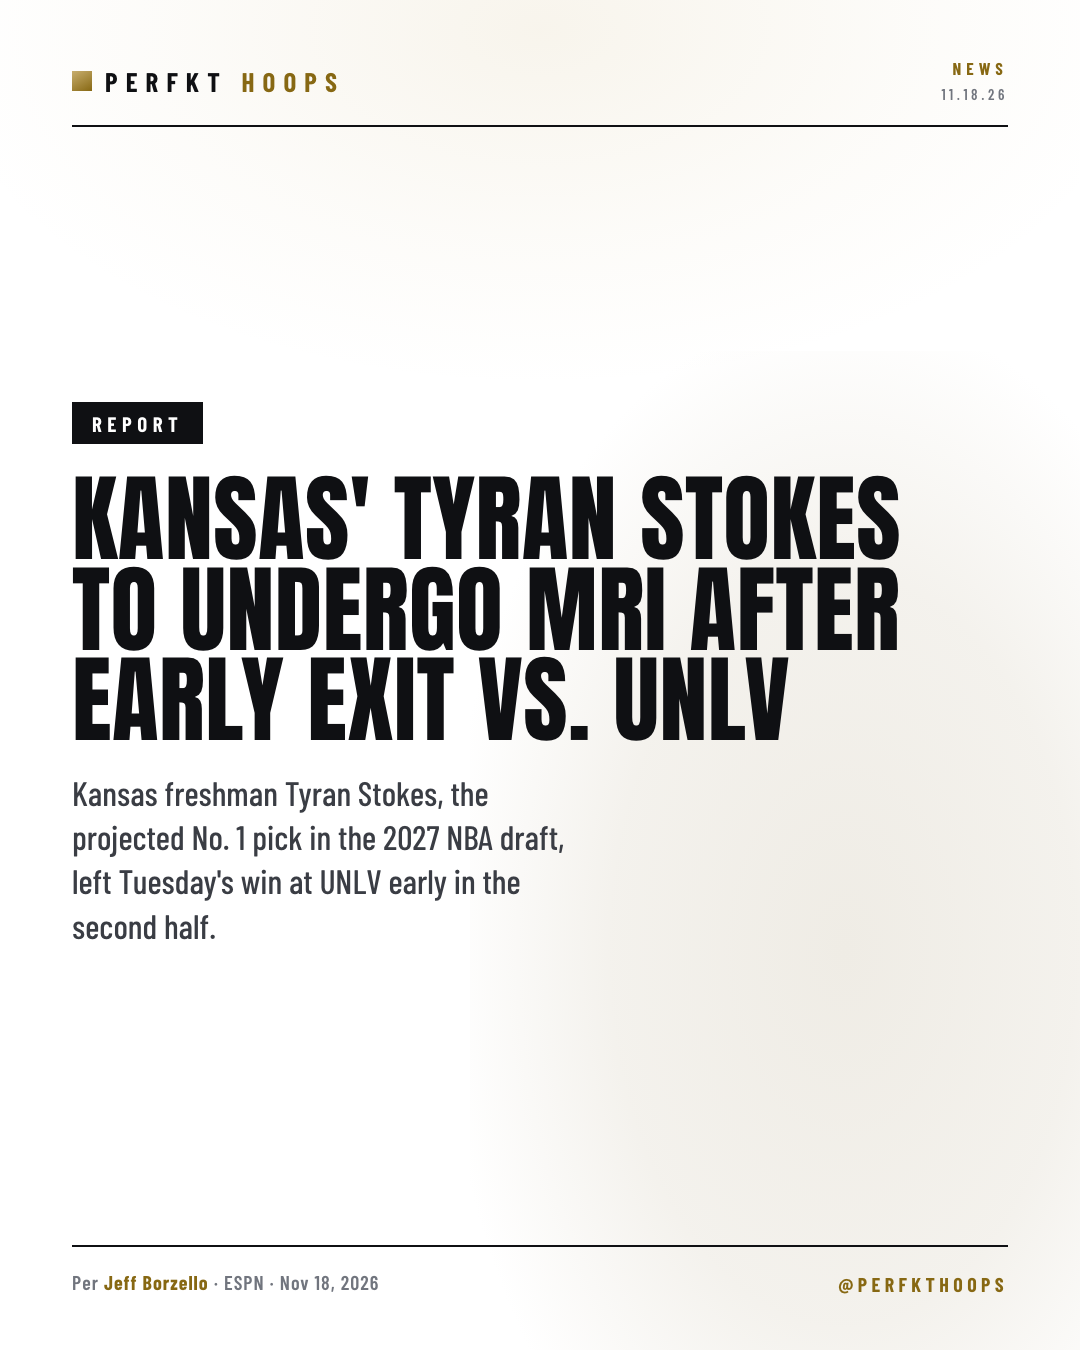 PERFKT HOOPS
NEWS
11.18.26
REPORT
KANSAS' TYRAN STOKES
TO UNDERGO MRI AFTER
EARLY EXIT VS. UNLV
Kansas freshman Tyran Stokes, the
projected No. 1 pick in the 2027 NBA draft,
left Tuesday's win at UNLV early in the
second half.
Per Jeff Borzello · ESPN · Nov 18, 2026
@PERFKTHOOPS